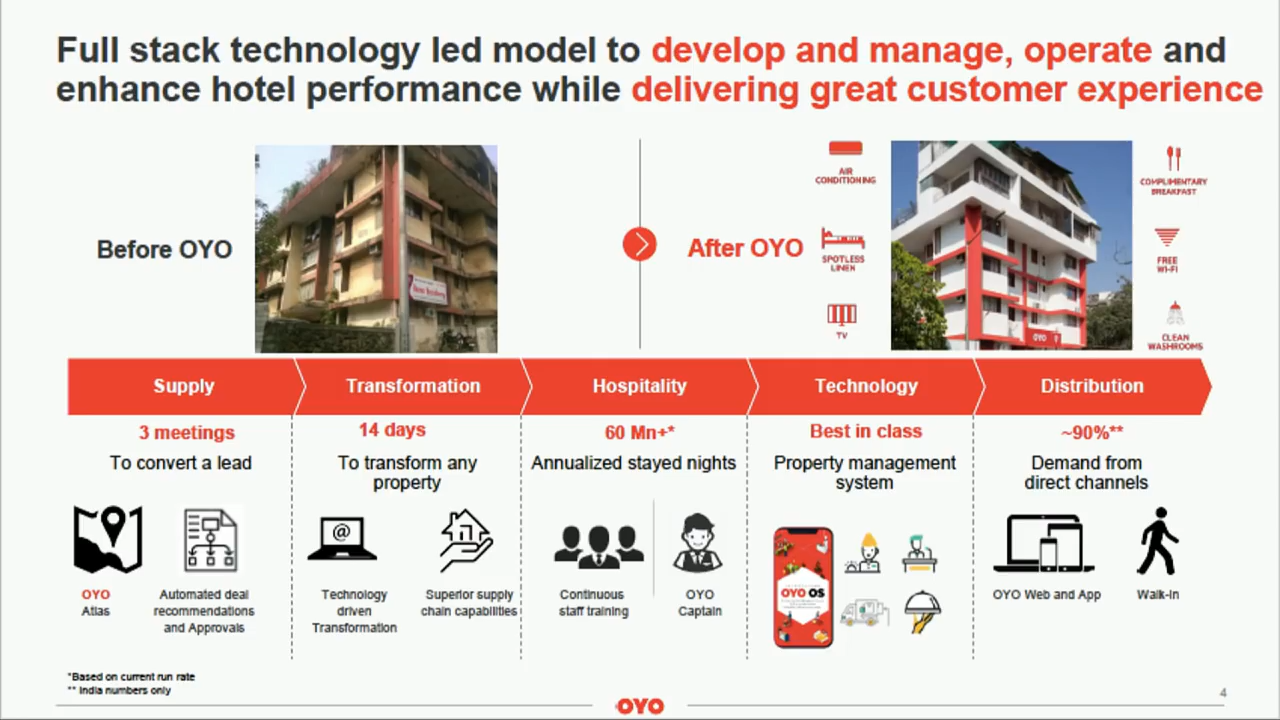 Full stack technology led model to develop and manage, operate and
enhance hotel performance while delivering great customer experience
Before OYO
After OYO
AIR
CONDITIONING
SPOTLESS
LINEN
TV
COMPLIMENTARY
BREAKFAST
FREE
WI-FI
CLEAN
WASHROOMS
OYO
Supply
Transformation
Hospitality
Technology
Distribution
3 meetings
To convert a lead
14 days
To transform any
property
60 Mn+*
Annualized stayed nights
Best in class
Property management
system
~90%**
Demand from
direct channels
@
OYO
Atlas
Automated deal
recommendations
and Approvals
Technology
driven
Transformation
Superior supply
chain capabilities
Continuous
staff training
OYO
Captain
OYO OS
OYO Web and App
Walk-in
*Based on current run rate
** India numbers only
OYO
4